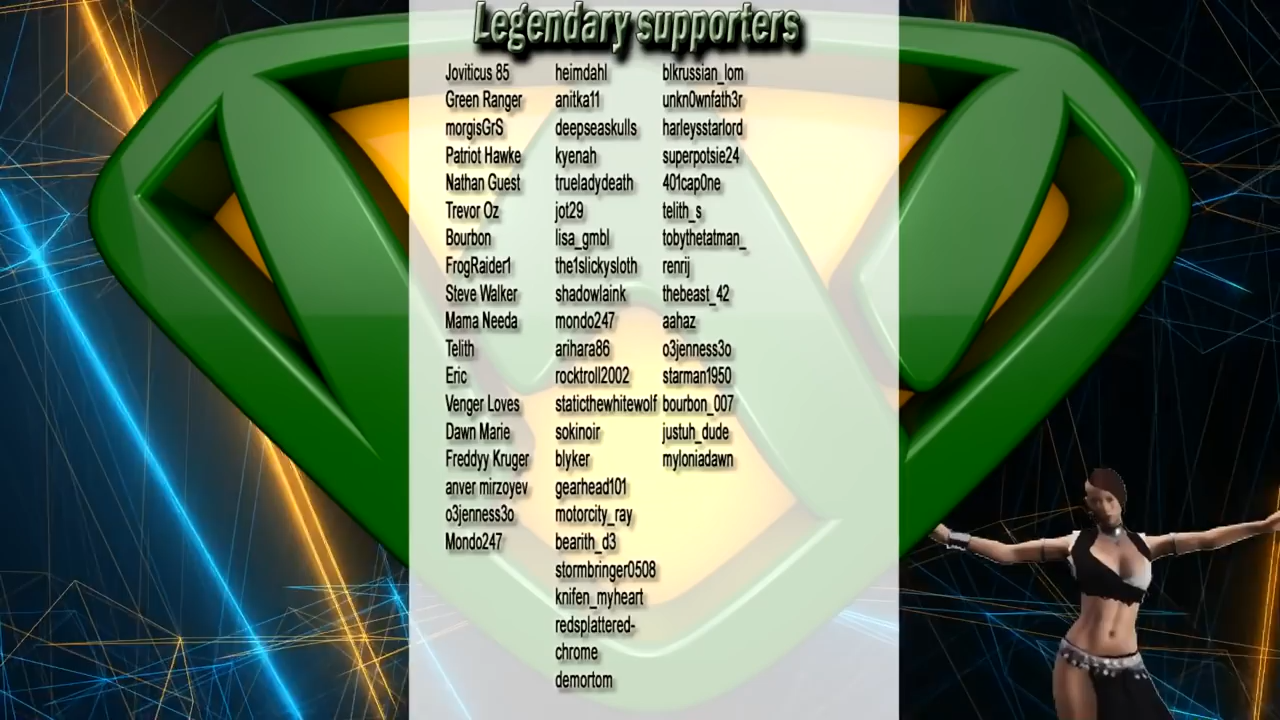 Legendary supporters
Joviticus 85
Green Ranger
morgisGrS
Patriot Hawke
Nathan Guest
Trevor Oz
Bourbon
FrogRaider1
Steve Walker
Mama Needa
Telith
Eric
Venger Loves
Dawn Marie
Freddyy Kruger
anver mirzoyev
o3jenness3o
Mondo247
heimdahl
anitka11
deepseaskulls
kyenah
trueladydeath
jot29
lisa_gmbl
the1slickysloth
shadowlaink
mondo247
arihara86
rocktroll2002
staticthewhitewolf
sokinoir
blyker
gearhead101
motorcity_ray
bearith_d3
stormbringer0508
knifen_myheart
redsplattered-
chrome
demortom
blkrussian_lom
unkn0wnfath3r
harleysstarlord
superpotsie24
401cap0ne
telith_s
tobythetatman_
renrij
thebeast_42
aahaz
o3jenness3o
starman1950
bourbon_007
justuh_dude
myloniadawn